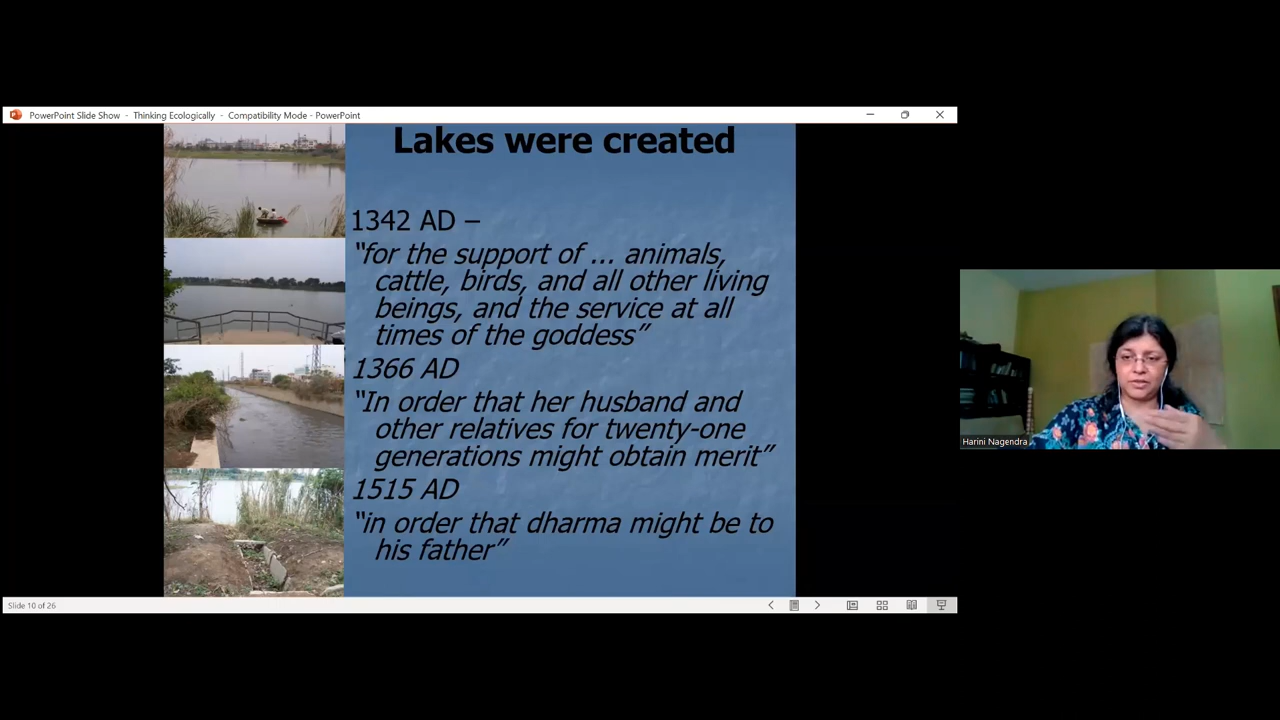 PowerPoint Slide Show - Thinking Ecologically - Compatibility Mode - PowerPoint
Lakes were created
1342 AD –
“for the support of ... animals,
cattle, birds, and all other living
beings, and the service at all
times of the goddess”
1366 AD
“In order that her husband and
other relatives for twenty-one
generations might obtain merit”
1515 AD
“in order that dharma might be to
his father”
Harini Nagendra
Slide 10 of 26